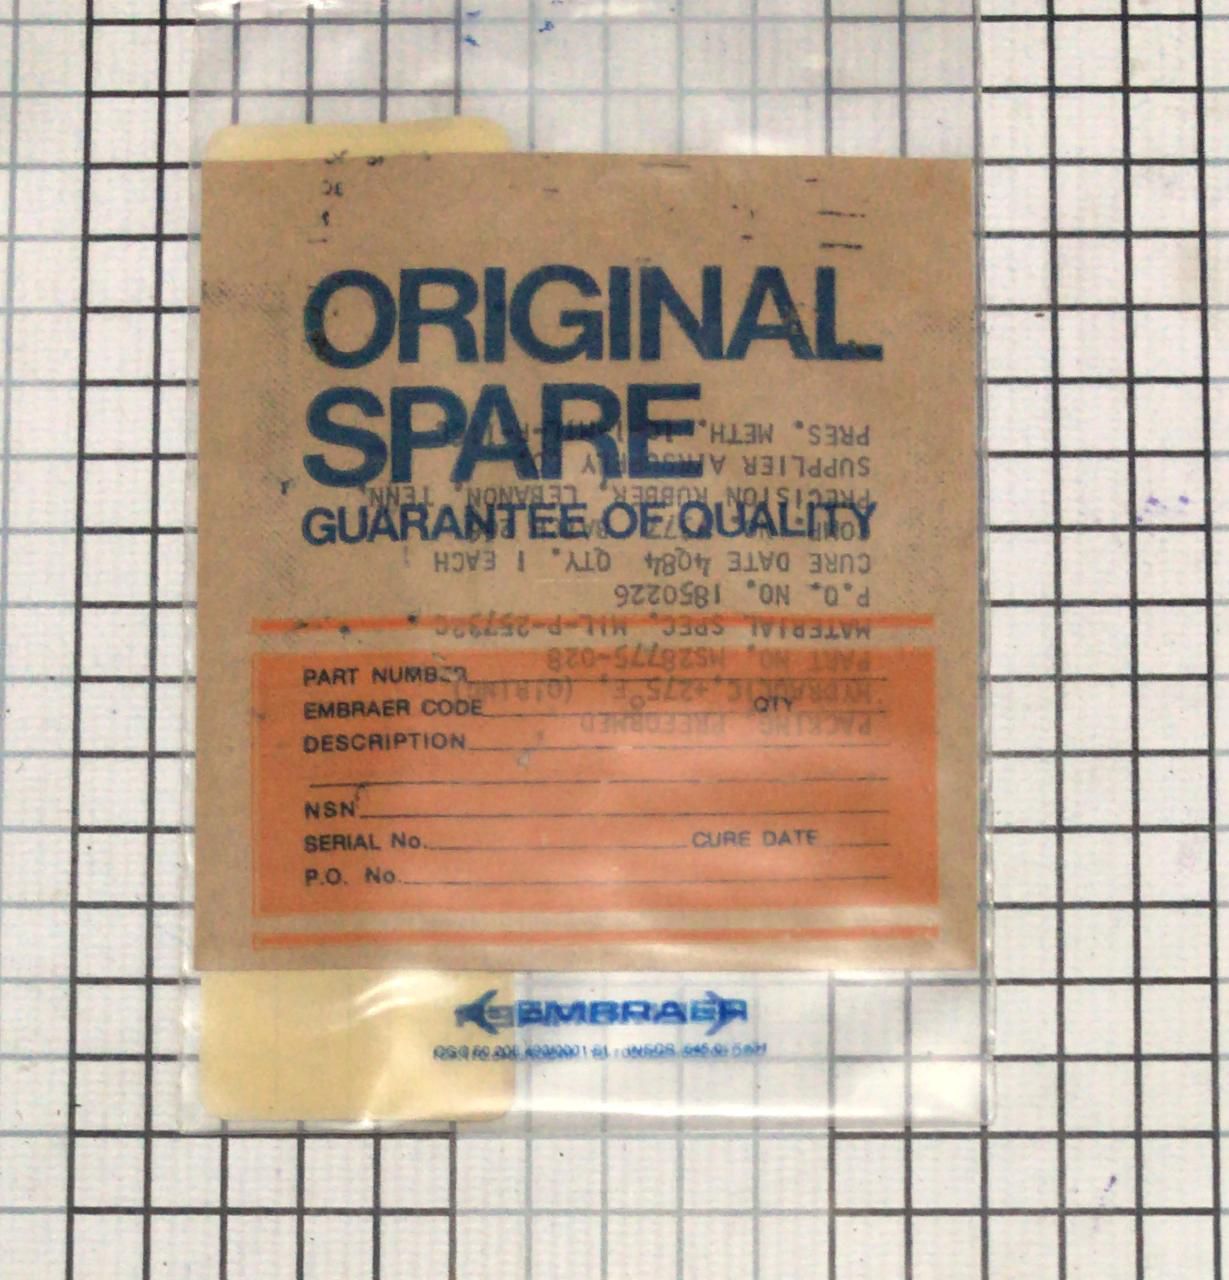 ORIGINAL
SPARE
GUARANTEE OF QUALITY
PART NUMBER
EMBRAER CODE QTY
DESCRIPTION
NSN
SERIAL No. CURE DATE
P.O. No.
EMBRAER
PACKING, PREFORMED
HYDRAULIC,+275°F, (O'RING)
PART NO. MS28775-028
MATERIAL SPEC. MIL-P-25732C
P.O. NO. 1850226
CURE DATE 4Q84 QTY. 1 EACH
PRECISION RUBBER, LEBANON, TENN.
SUPPLIER AIRSUPPLY
PRES. METH.